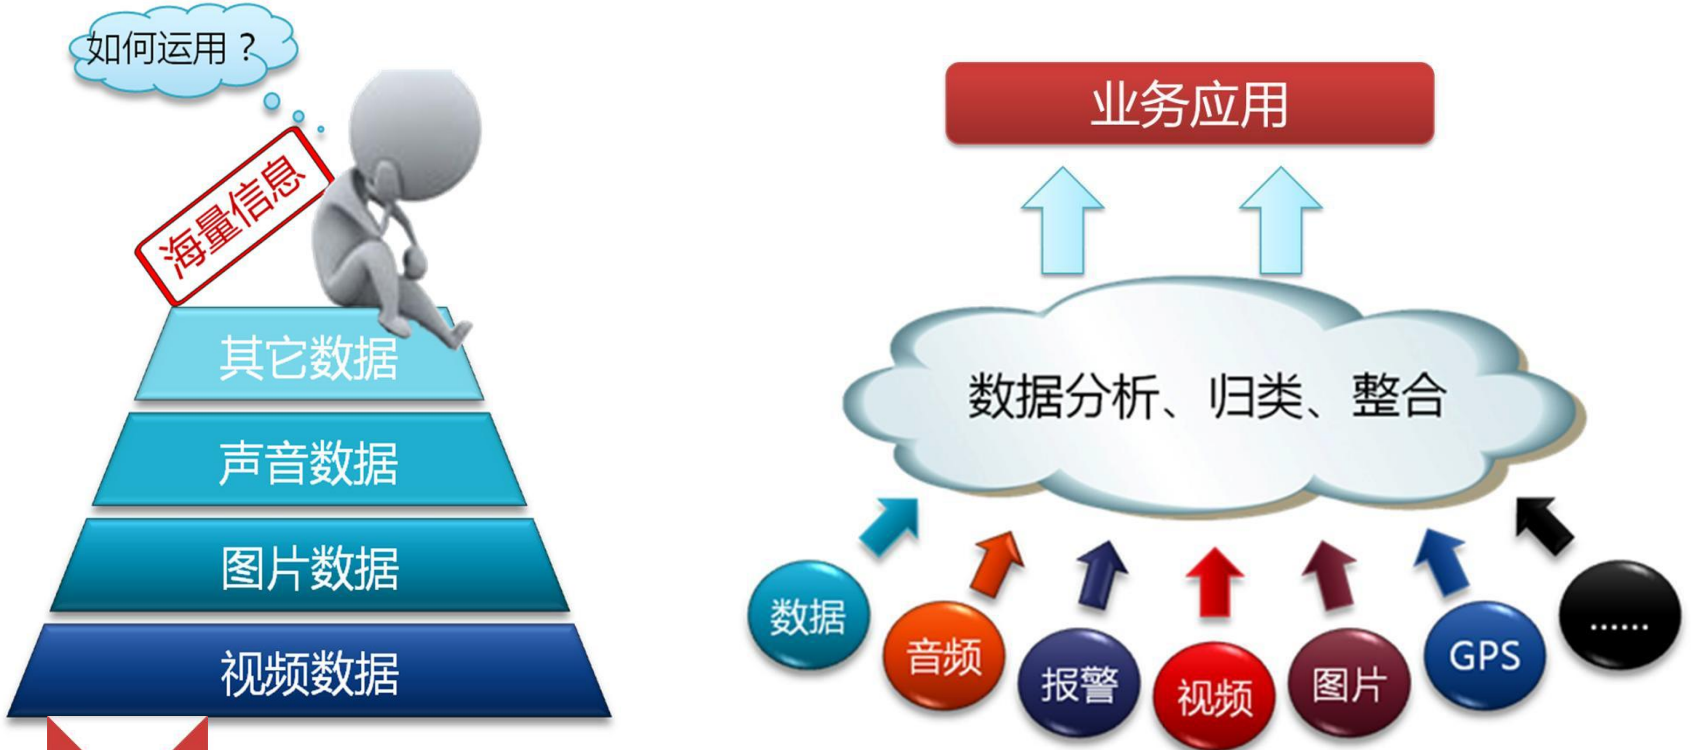 如何运用？
海量信息
其它数据
声音数据
图片数据
视频数据
业务应用
数据分析、归类、整合
数据
音频
报警
视频
图片
GPS
……